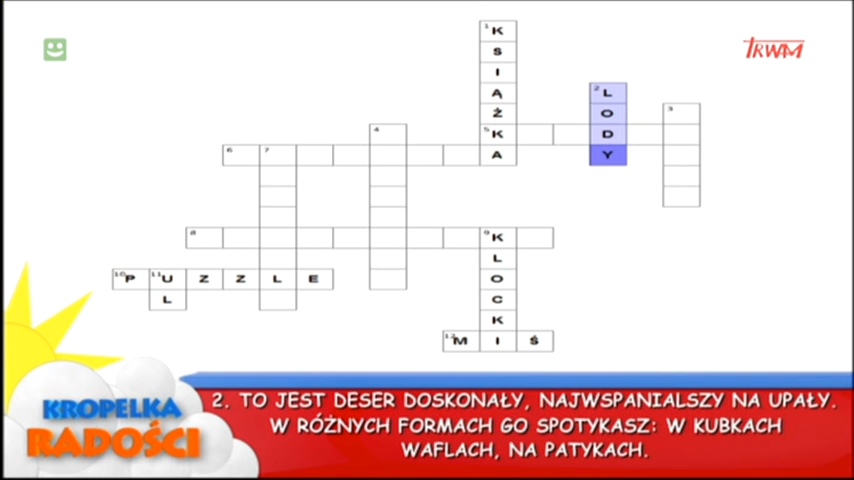 1 K
S
I
TRWAM
Ą
2 L
Ż
O
3
4
5 K
D
6
7
A
Y
8
9 K
L
10 P 11 U Z Z L E
O
L
C
K
12 M I Ś
2. TO JEST DESER DOSKONAŁY, NAJWSPANIALSZY NA UPAŁY.
W RÓŻNYCH FORMACH GO SPOTYKASZ: W KUBKACH
WAFLACH, NA PATYKACH.
KROPELKA
RADOŚCI